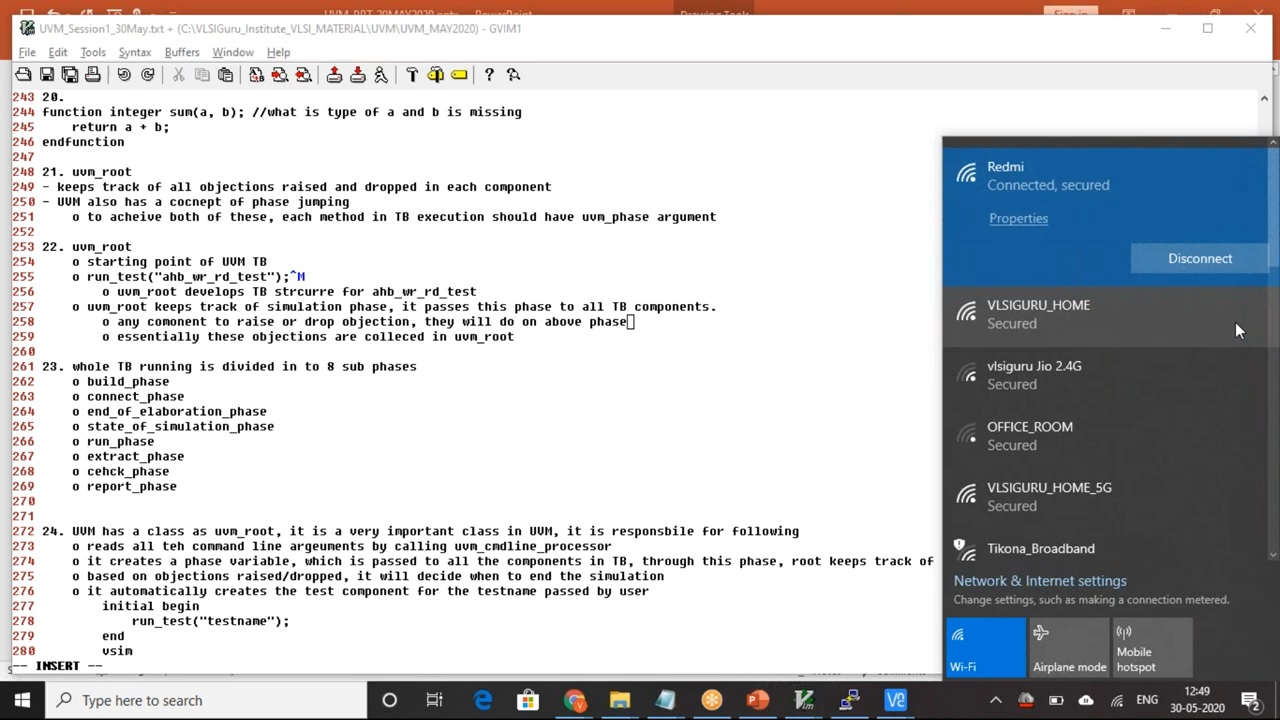 UVM_PPT_30MAY2020.pptx - PowerPoint
Drawing Tools
Sign in
UVM_Session1_30May.txt + (C:\VLSIGuru_Institute_VLSI_MATERIAL\UVM\UVM_MAY2020) - GVIM1
File Edit Tools Syntax Buffers Window Help
243 20.
244 function integer sum(a, b); //what is type of a and b is missing
245 return a + b;
246 endfunction
247
248 21. uvm_root
249 - keeps track of all objections raised and dropped in each component
250 - UVM also has a cocnept of phase jumping
251 o to acheive both of these, each method in TB execution should have uvm_phase argument
252
253 22. uvm_root
254 o starting point of UVM TB
255 o run_test("ahb_wr_rd_test");^M
256 o uvm_root develops TB strcurre for ahb_wr_rd_test
257 o uvm_root keeps track of simulation phase, it passes this phase to all TB components.
258 o any comonent to raise or drop objection, they will do on above phase
259 o essentially these objections are colleced in uvm_root
260
261 23. whole TB running is divided in to 8 sub phases
262 o build_phase
263 o connect_phase
264 o end_of_elaboration_phase
265 o state_of_simulation_phase
266 o run_phase
267 o extract_phase
268 o cehck_phase
269 o report_phase
270
271
272 24. UVM has a class as uvm_root, it is a very important class in UVM, it is responsbile for following
273 o reads all teh command line argeuments by calling uvm_cmdline_processor
274 o it creates a phase variable, which is passed to all the components in TB, through this phase, root keeps track of
275 o based on objections raised/dropped, it will decide when to end the simulation
276 o it automatically creates the test component for the testname passed by user
277 initial begin
278 run_test("testname");
279 end
280 vsim
-- INSERT --
Redmi
Connected, secured
Properties
Disconnect
VLSIGURU_HOME
Secured
vlsiguru Jio 2.4G
Secured
OFFICE_ROOM
Secured
VLSIGURU_HOME_5G
Secured
Tikona_Broadband
Network & Internet settings
Change settings, such as making a connection metered.
Wi-Fi
Airplane mode
Mobile hotspot
Type here to search
ENG
12:49
30-05-2020
2